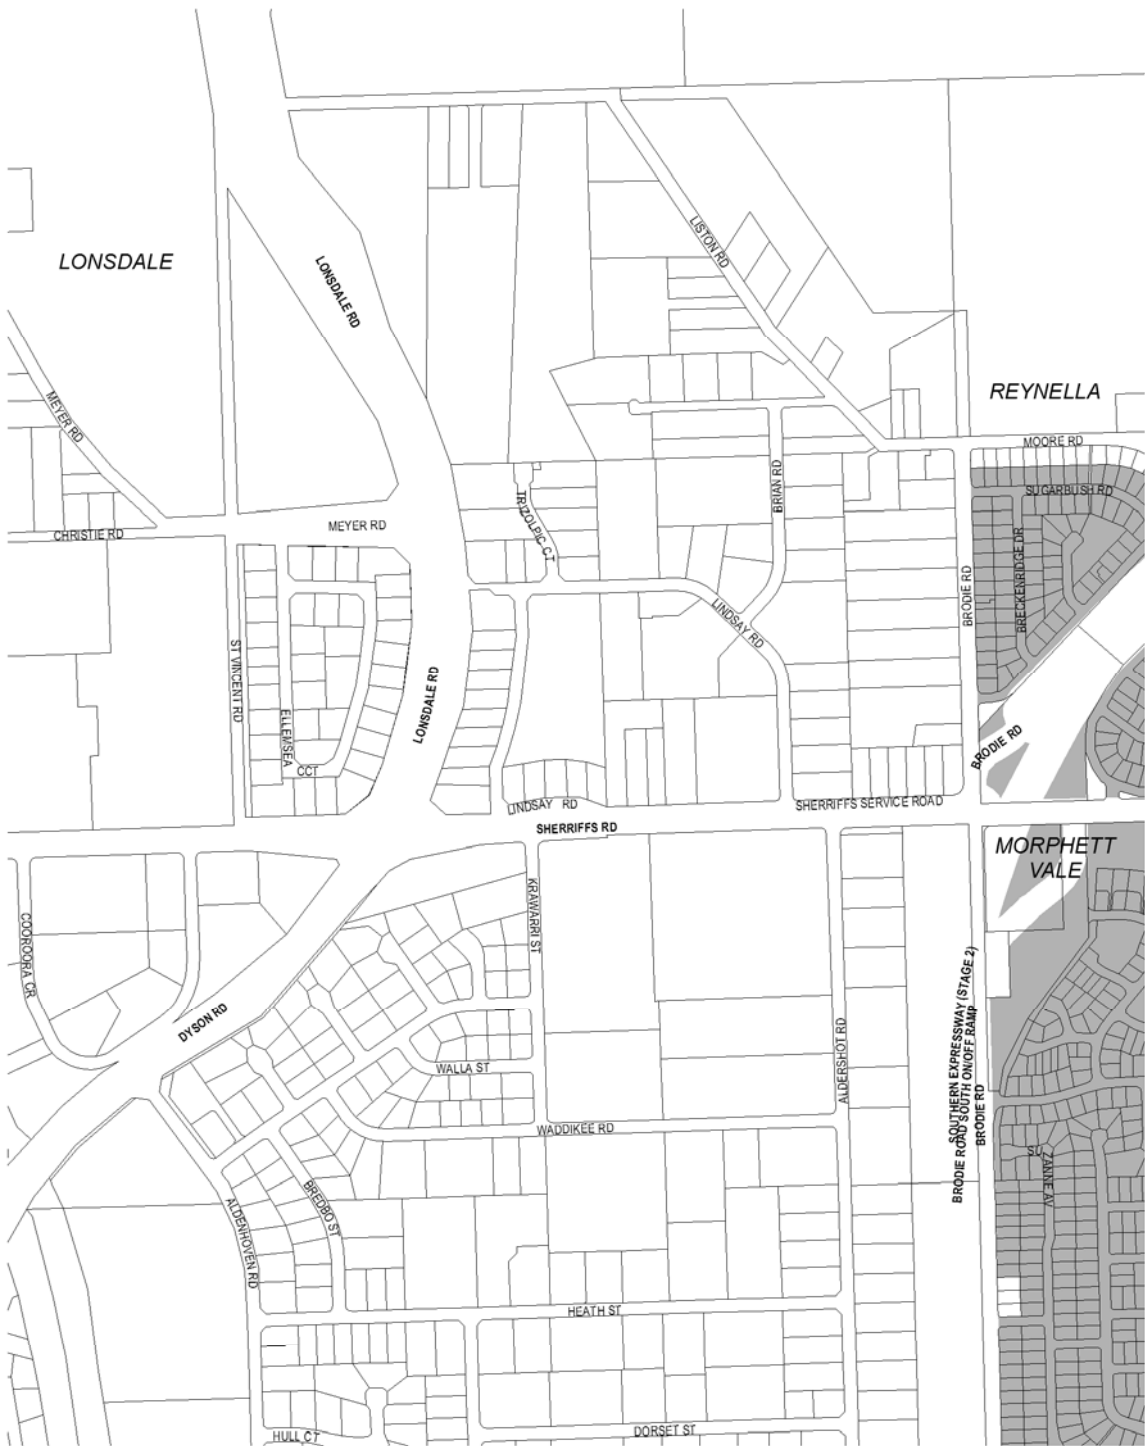 LISTON RD
LONSDALE
LONSDALE RD
REYNELLA
MEYER RD
MOORE RD
BRIAN RD
SUGARBUSH RD
TRIZOLPIC CT
MEYER RD
CHRISTIE RD
BRECKENRIDGE DR
BRODIE RD
LINDSAY RD
ST VINCENT RD
LONSDALE RD
ELLEMSEA
CCT
BRODIE RD
LINDSAY RD
SHERRIFFS SERVICE ROAD
SHERRIFFS RD
MORPHETT
VALE
KRAWARRI ST
COOROORA CR
DYSON RD
SOUTHERN EXPRESSWAY (STAGE 2)
BRODIE ROAD SOUTH ON/OFF RAMP
BRODIE RD
ALDERSHOT RD
WALLA ST
WADDIKEE RD
SU
ZANNE AV
BREDBO ST
ALDENHOVEN RD
HEATH ST
DORSET ST
HULL CT